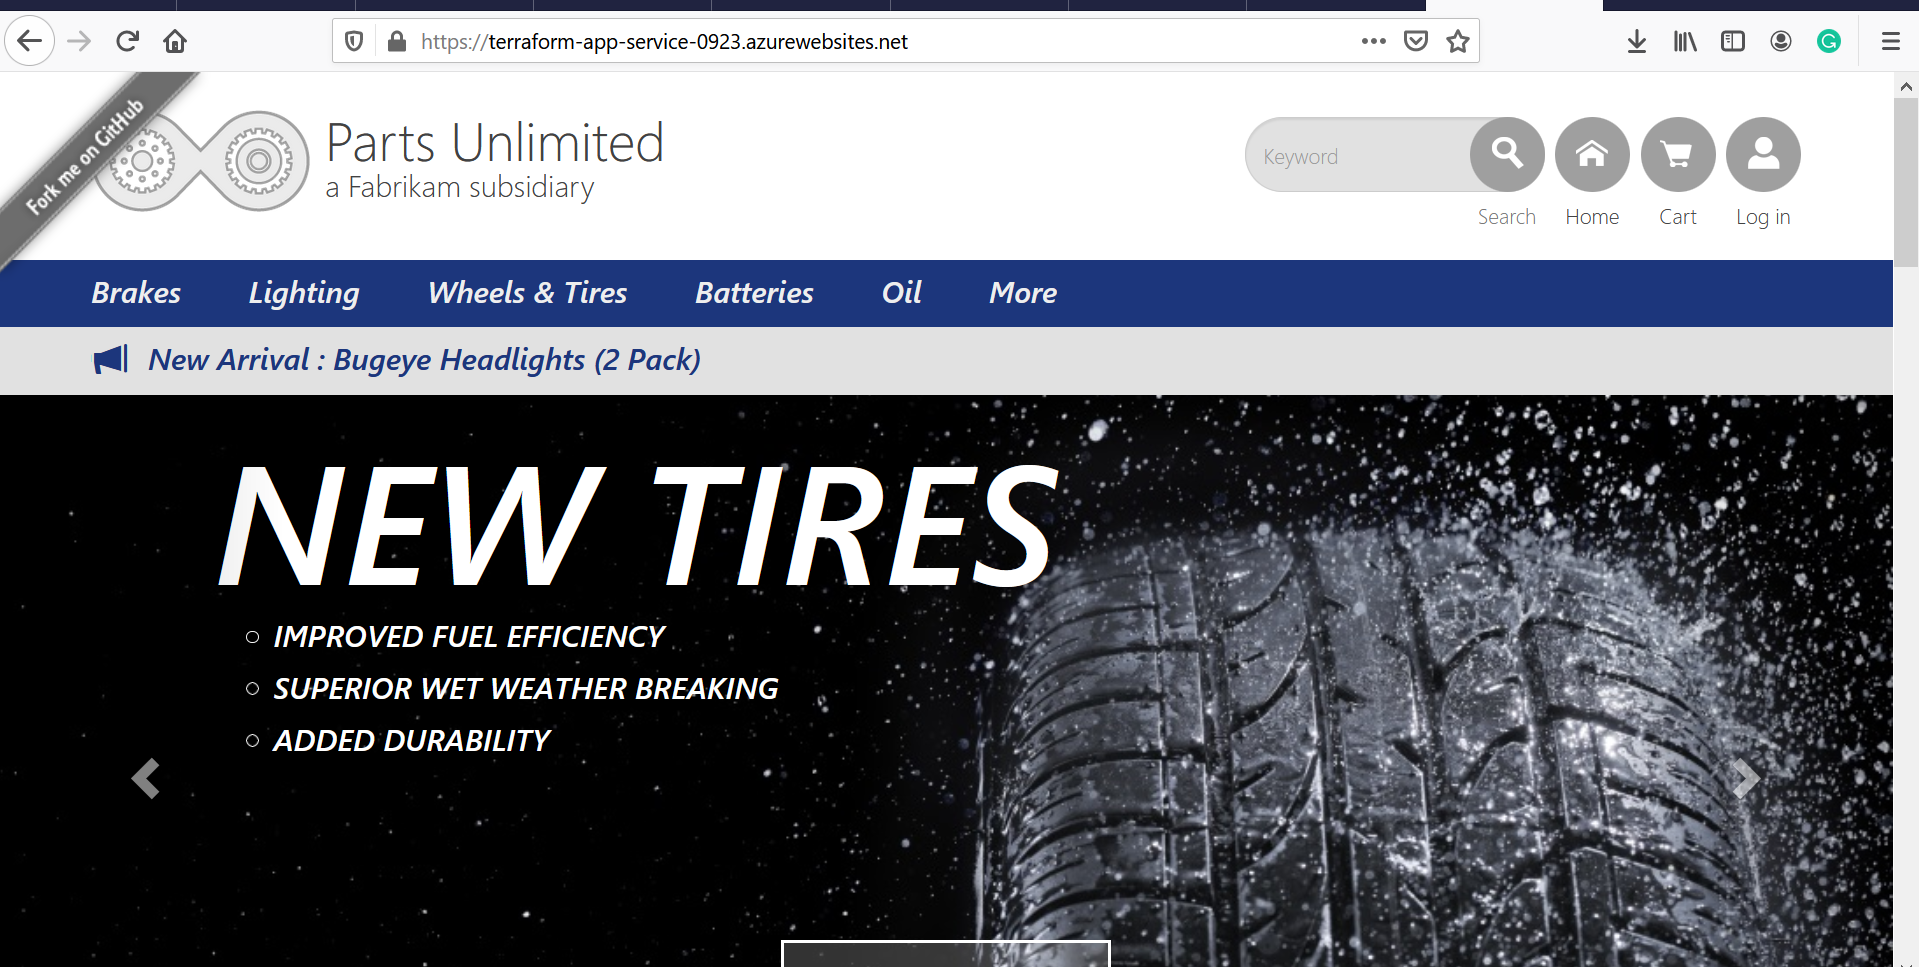 https://terraform-app-service-0923.azurewebsites.net
Fork me on GitHub
Parts Unlimited
a Fabrikam subsidiary
Keyword
Search
Home
Cart
Log in
Brakes
Lighting
Wheels & Tires
Batteries
Oil
More
New Arrival : Bugeye Headlights (2 Pack)
NEW TIRES
IMPROVED FUEL EFFICIENCY
SUPERIOR WET WEATHER BREAKING
ADDED DURABILITY